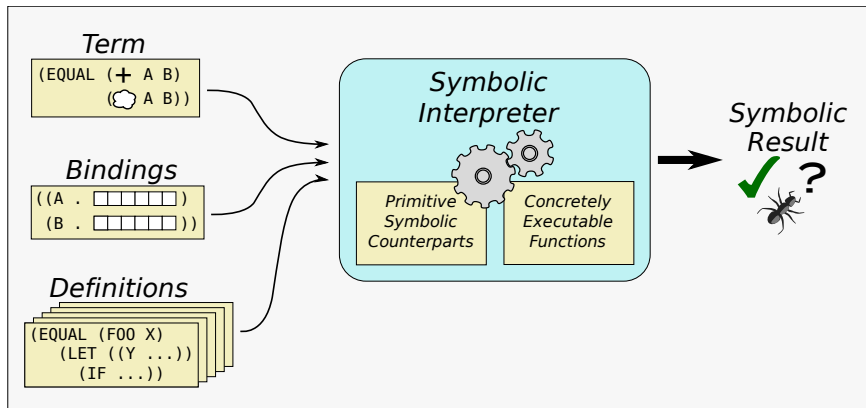 Term
(EQUAL (+ A B)
( A B))
Bindings
((A . )
(B . ))
Definitions
(EQUAL (FOO X)
(LET ((Y ...))
(IF ...))
Symbolic
Interpreter
Primitive
Symbolic
Counterparts
Concretely
Executable
Functions
Symbolic
Result
?